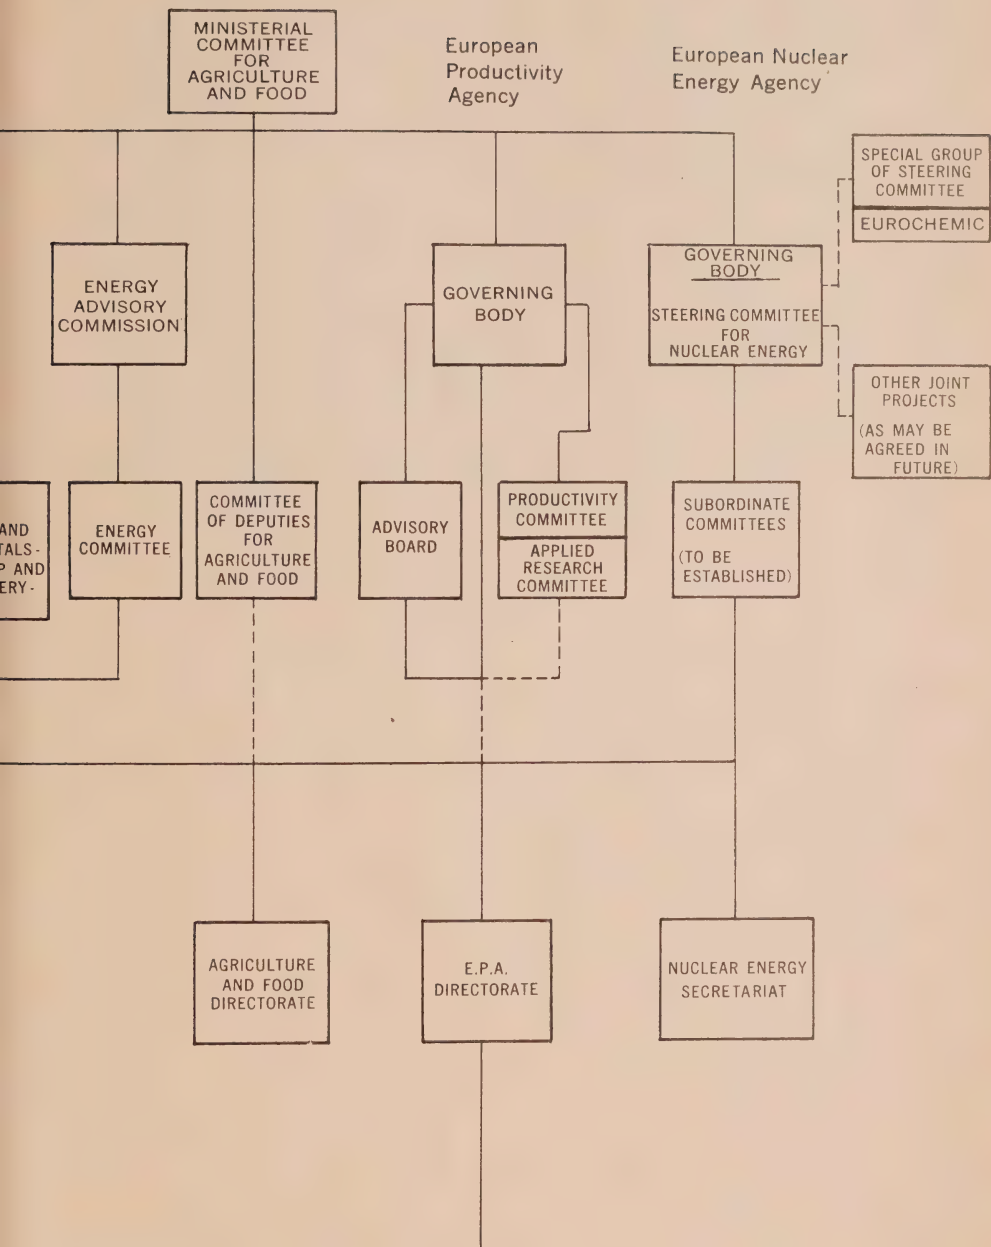 MINISTERIAL
COMMITTEE
FOR
AGRICULTURE
AND FOOD
European
Productivity
Agency
European Nuclear
Energy Agency
SPECIAL GROUP
OF STEERING
COMMITTEE
EUROCHEMIC
ENERGY
ADVISORY
COMMISSION
GOVERNING
BODY
GOVERNING
BODY
STEERING COMMITTEE
FOR
NUCLEAR ENERGY
OTHER JOINT
PROJECTS
(AS MAY BE
AGREED IN
FUTURE)
AND
TALS-
P AND
ERY-
ENERGY
COMMITTEE
COMMITTEE
OF DEPUTIES
FOR
AGRICULTURE
AND FOOD
ADVISORY
BOARD
PRODUCTIVITY
COMMITTEE
APPLIED
RESEARCH
COMMITTEE
SUBORDINATE
COMMITTEES
(TO BE
ESTABLISHED)
AGRICULTURE
AND FOOD
DIRECTORATE
E.P.A.
DIRECTORATE
NUCLEAR ENERGY
SECRETARIAT